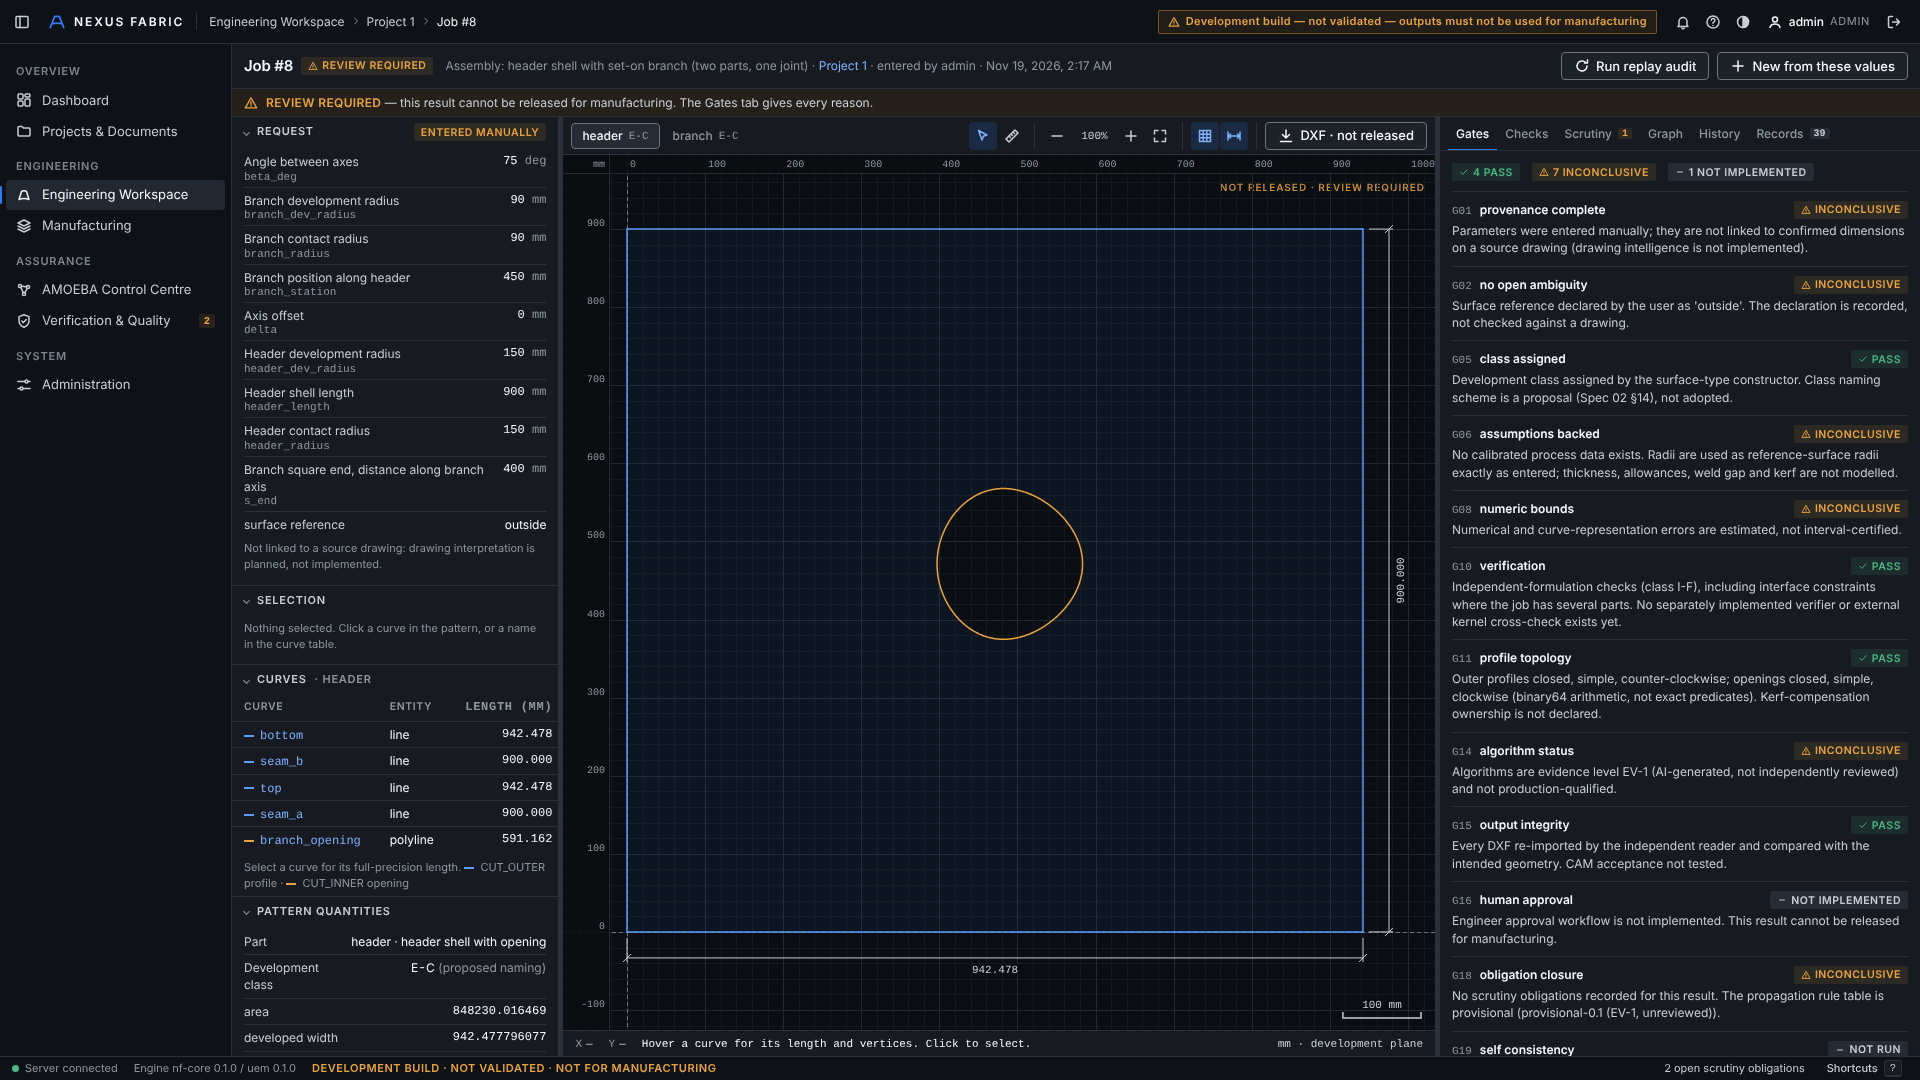 NEXUS FABRIC
Engineering Workspace › Project 1 › Job #8
Development build — not validated — outputs must not be used for manufacturing
admin ADMIN
OVERVIEW
Dashboard
Projects & Documents
ENGINEERING
Engineering Workspace
Manufacturing
ASSURANCE
AMOEBA Control Centre
Verification & Quality 2
SYSTEM
Administration
Job #8 REVIEW REQUIRED Assembly: header shell with set-on branch (two parts, one joint) · Project 1 · entered by admin · Nov 19, 2026, 2:17 AM
Run replay audit
New from these values
REVIEW REQUIRED — this result cannot be released for manufacturing. The Gates tab gives every reason.
REQUEST ENTERED MANUALLY
Angle between axes 75 deg
beta_deg
Branch development radius 90 mm
branch_dev_radius
Branch contact radius 90 mm
branch_radius
Branch position along header 450 mm
branch_station
Axis offset 0 mm
delta
Header development radius 150 mm
header_dev_radius
Header shell length 900 mm
header_length
Header contact radius 150 mm
header_radius
Branch square end, distance along branch 400 mm
axis
s_end
surface reference outside
Not linked to a source drawing: drawing interpretation is
planned, not implemented.
SELECTION
Nothing selected. Click a curve in the pattern, or a name
in the curve table.
CURVES · HEADER
CURVE ENTITY LENGTH (MM)
bottom line 942.478
seam_b line 900.000
top line 942.478
seam_a line 900.000
branch_opening polyline 591.162
Select a curve for its full-precision length. CUT_OUTER
profile · CUT_INNER opening
PATTERN QUANTITIES
Part header · header shell with opening
Development E-C (proposed naming)
class
area 848230.016469
developed width 942.477796077
header E-C branch E-C
100%
DXF · not released
mm 0 100 200 300 400 500 600 700 800 900 1000
NOT RELEASED · REVIEW REQUIRED
900
800
700
600
500
400
300
200
100
0
-100
900.000
942.478
100 mm
X — Y — Hover a curve for its length and vertices. Click to select. mm · development plane
Gates Checks Scrutiny 1 Graph History Records 39
4 PASS 7 INCONCLUSIVE 1 NOT IMPLEMENTED
G01 provenance complete INCONCLUSIVE
Parameters were entered manually; they are not linked to confirmed dimensions
on a source drawing (drawing intelligence is not implemented).
G02 no open ambiguity INCONCLUSIVE
Surface reference declared by the user as 'outside'. The declaration is recorded,
not checked against a drawing.
G05 class assigned PASS
Development class assigned by the surface-type constructor. Class naming
scheme is a proposal (Spec 02 §14), not adopted.
G06 assumptions backed INCONCLUSIVE
No calibrated process data exists. Radii are used as reference-surface radii
exactly as entered; thickness, allowances, weld gap and kerf are not modelled.
G08 numeric bounds INCONCLUSIVE
Numerical and curve-representation errors are estimated, not interval-certified.
G10 verification PASS
Independent-formulation checks (class I-F), including interface constraints
where the job has several parts. No separately implemented verifier or external
kernel cross-check exists yet.
G11 profile topology PASS
Outer profiles closed, simple, counter-clockwise; openings closed, simple,
clockwise (binary64 arithmetic, not exact predicates). Kerf-compensation
ownership is not declared.
G14 algorithm status INCONCLUSIVE
Algorithms are evidence level EV-1 (AI-generated, not independently reviewed)
and not production-qualified.
G15 output integrity PASS
Every DXF re-imported by the independent reader and compared with the
intended geometry. CAM acceptance not tested.
G16 human approval NOT IMPLEMENTED
Engineer approval workflow is not implemented. This result cannot be released
for manufacturing.
G18 obligation closure INCONCLUSIVE
No scrutiny obligations recorded for this result. The propagation rule table is
provisional (provisional-0.1 (EV-1, unreviewed)).
G19 self consistency NOT RUN
Server connected Engine nf-core 0.1.0 / uem 0.1.0 DEVELOPMENT BUILD · NOT VALIDATED · NOT FOR MANUFACTURING
2 open scrutiny obligations Shortcuts ?